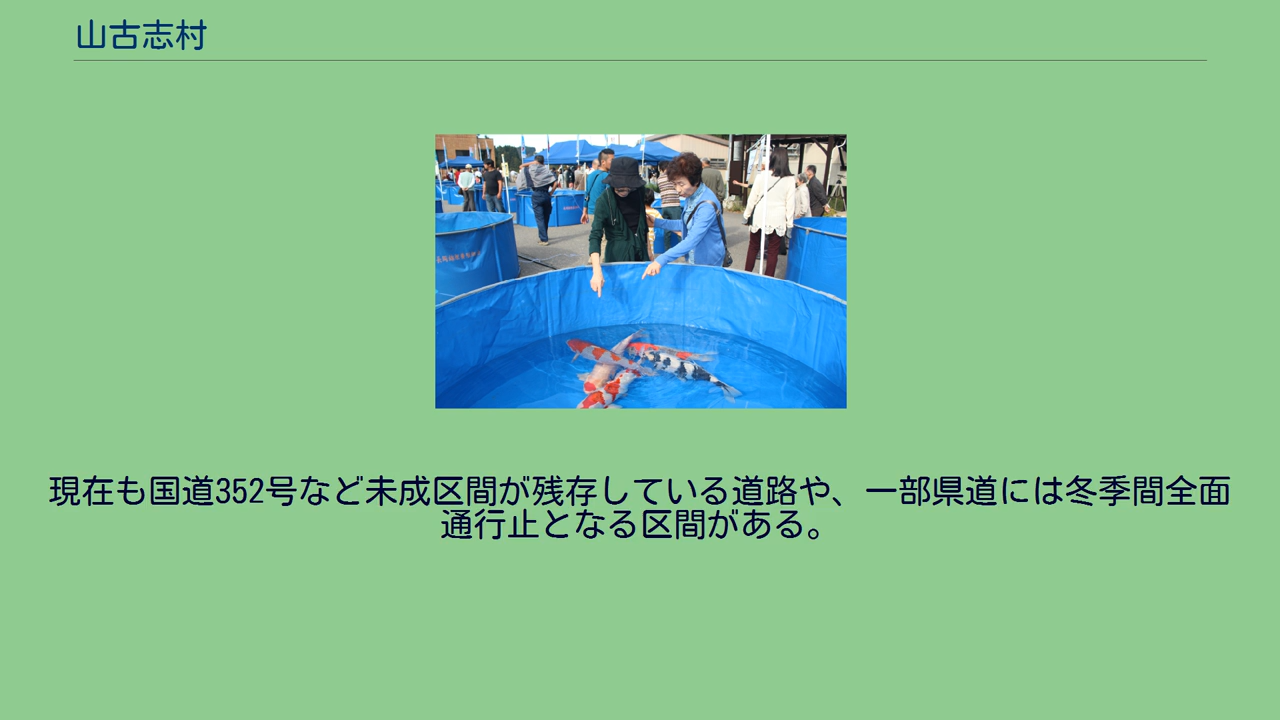 山古志村
現在も国道352号など未成区間が残存している道路や、一部県道には冬季間全面
通行止となる区間がある。